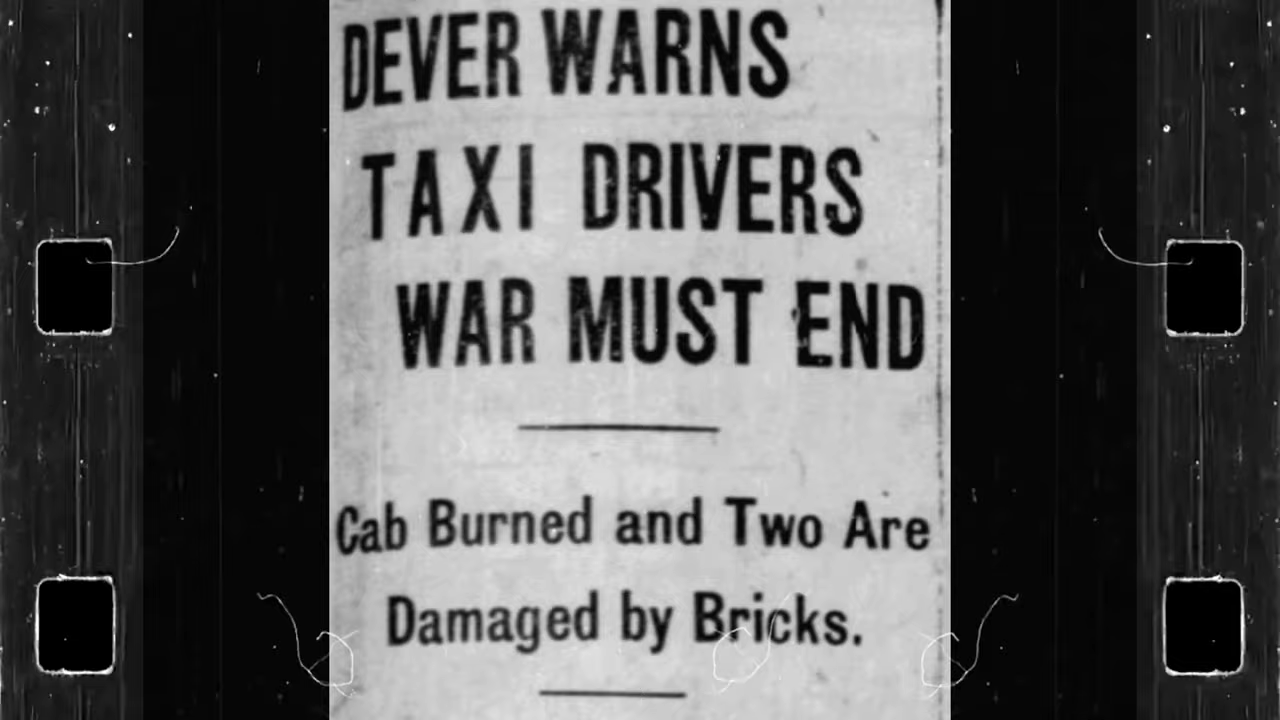 DEVER WARNS
TAXI DRIVERS
WAR MUST END
Cab Burned and Two Are
Damaged by Bricks.